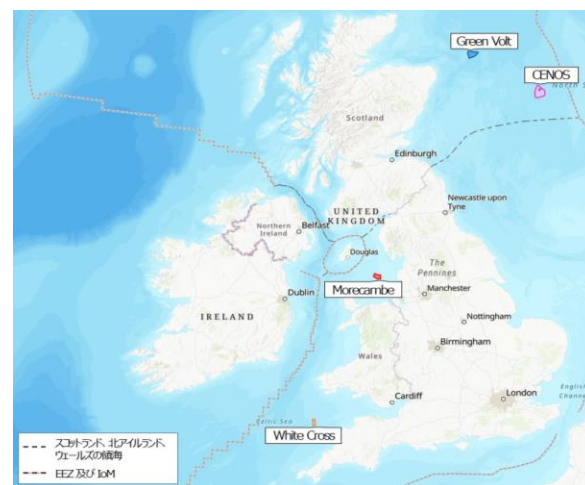 Green Volt
CENOS
North S
Scotland
Edinburgh
UNITED
KINGDOM
Newcastle upon
Tyne
Northern
Ireland
Belfast
Douglas
The
Pennines
Morecambe
Manchester
Dublin
IRELAND
Nottingham
Birmingham
Wales
Cardiff
London
English
Channe
Celtic Sea
White Cross
スコットランド、北アイルランド、
ウェールズの領海
EEZ 及び IoM